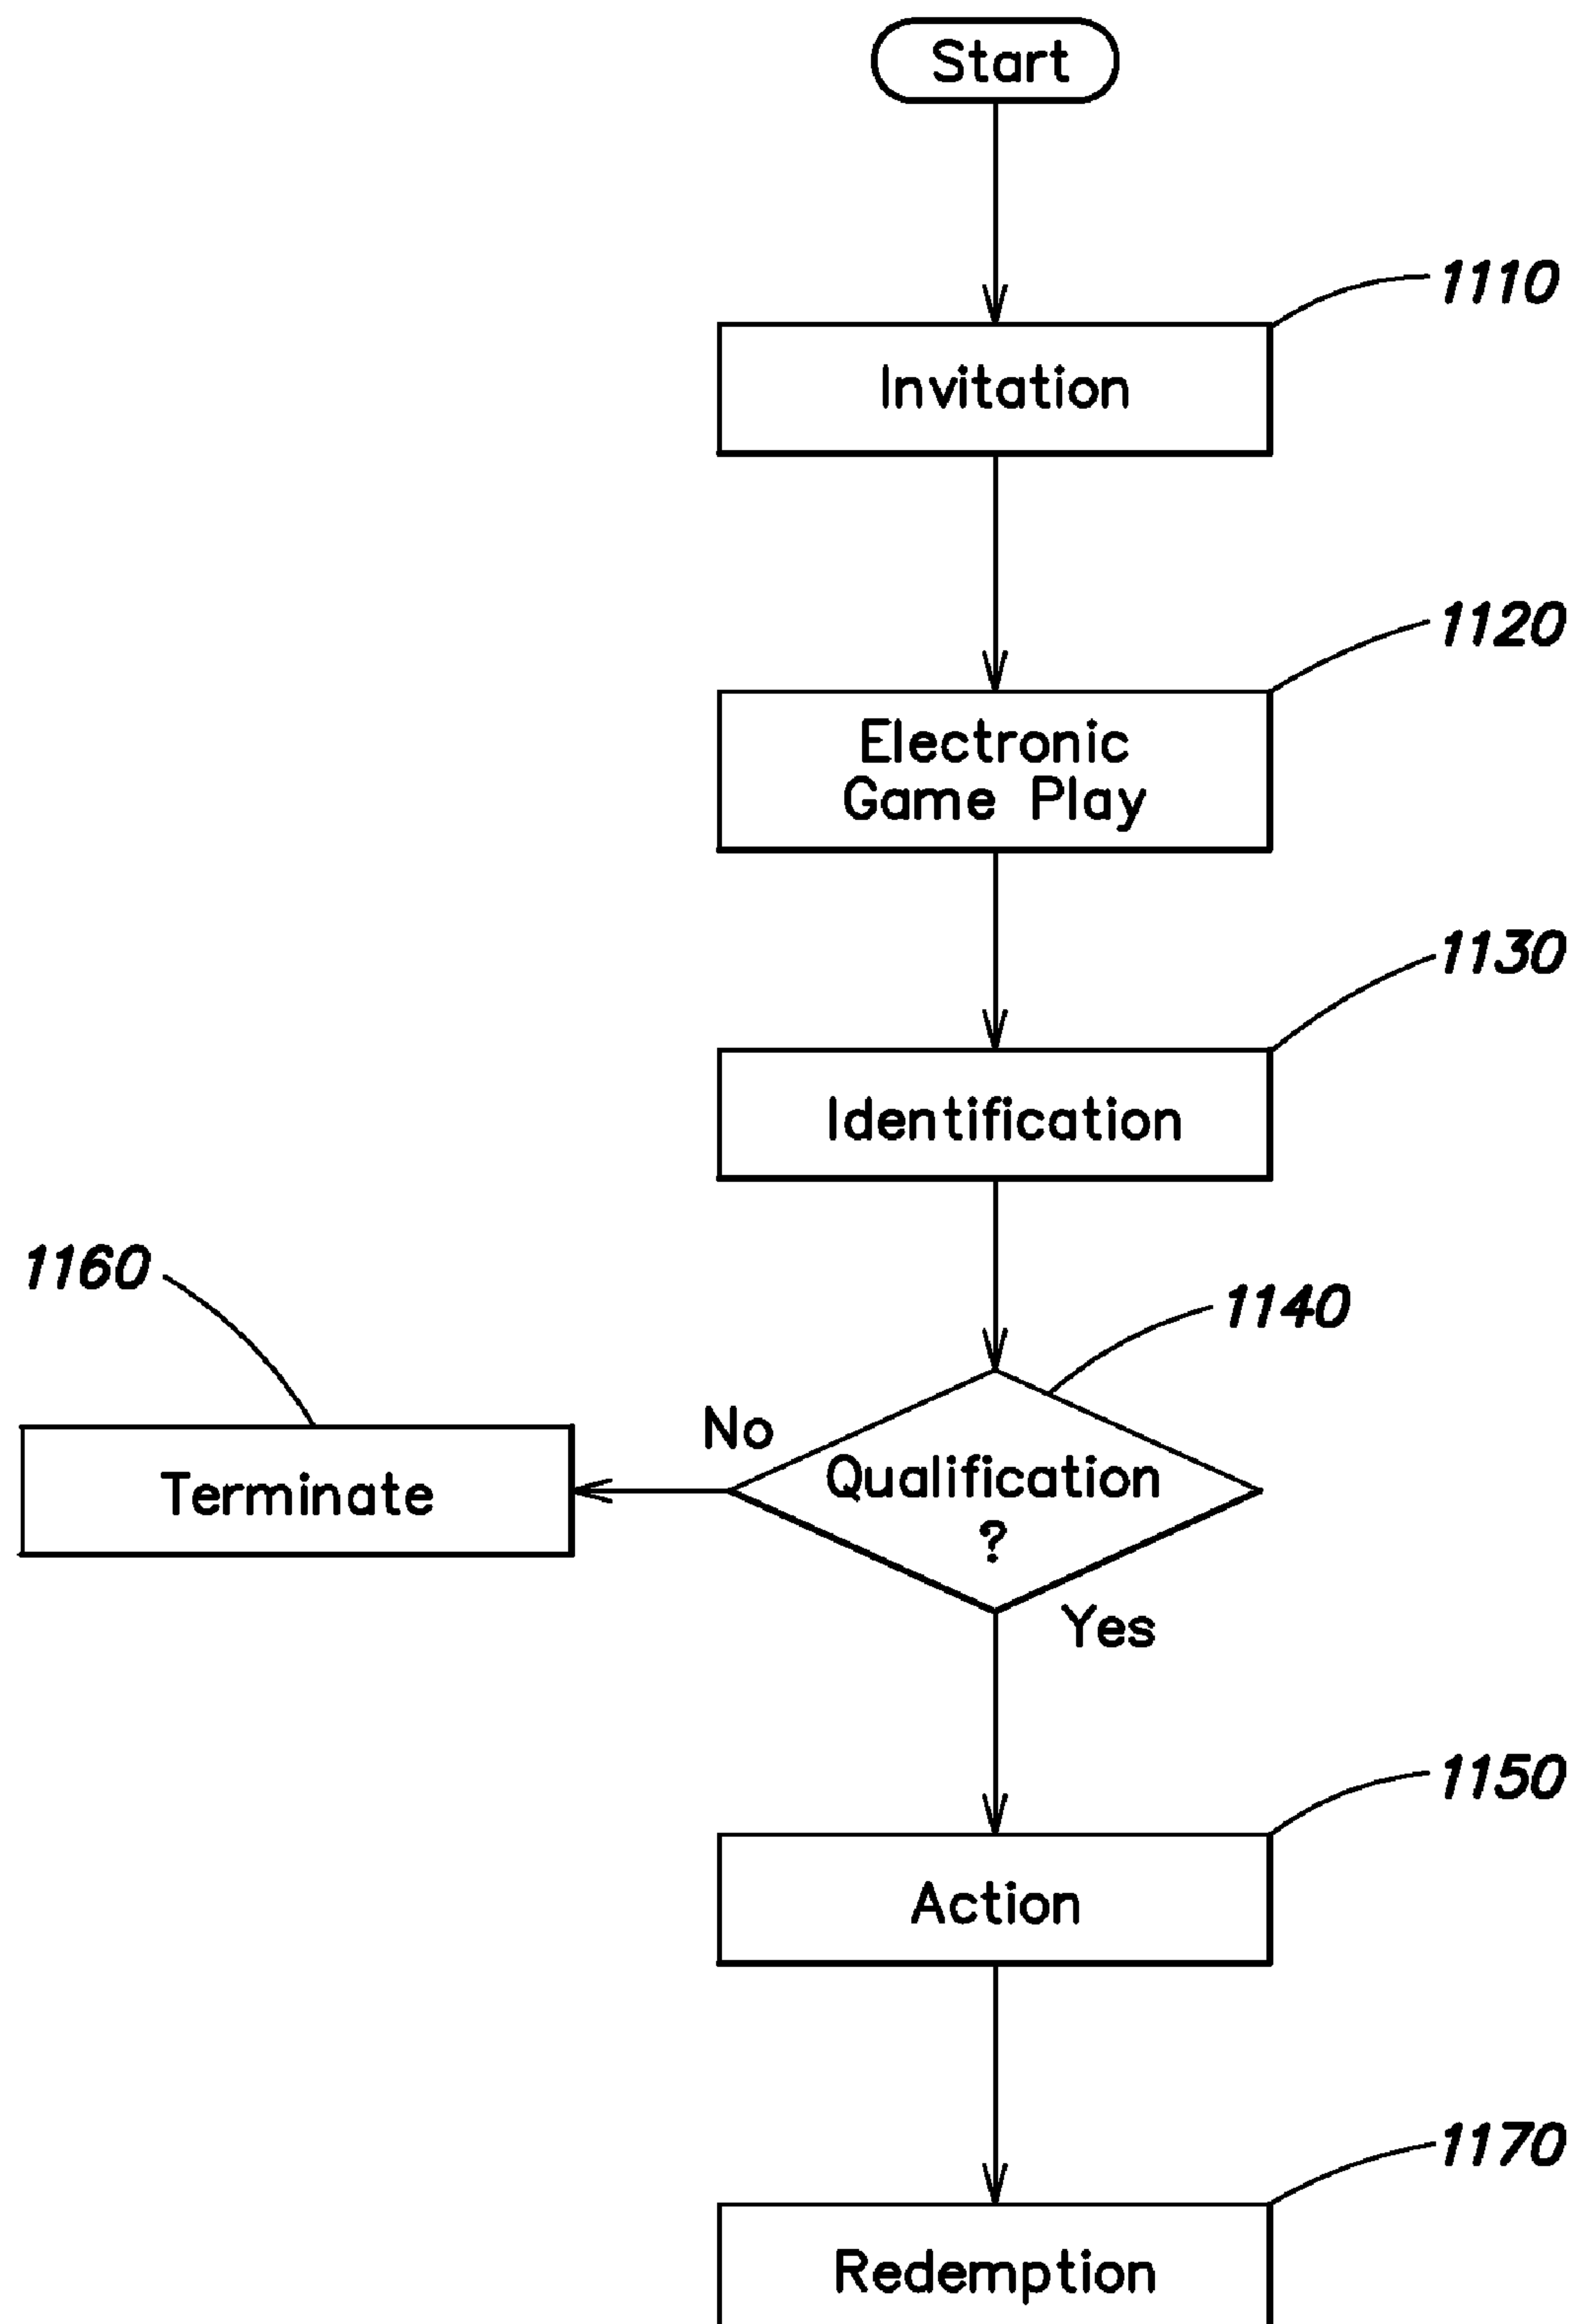 Start
1110
Invitation
1120
Electronic
Game Play
1130
Identification
1160
1140
No
Qualification
?
Terminate
Yes
1150
Action
1170
Redemption